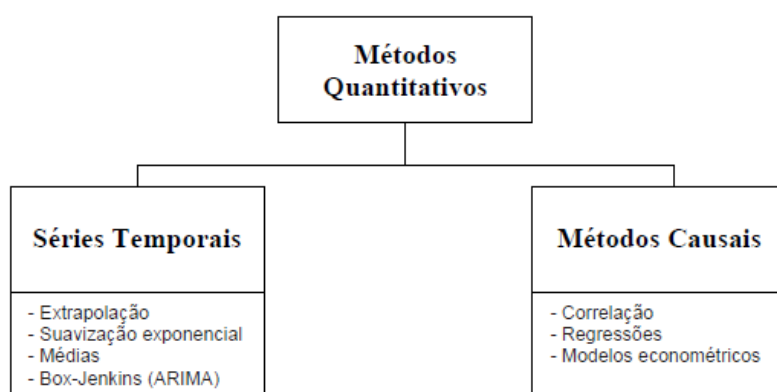 Métodos
Quantitativos
Séries Temporais
- Extrapolação
- Suavização exponencial
- Médias
- Box-Jenkins (ARIMA)
Métodos Causais
- Correlação
- Regressões
- Modelos econométricos